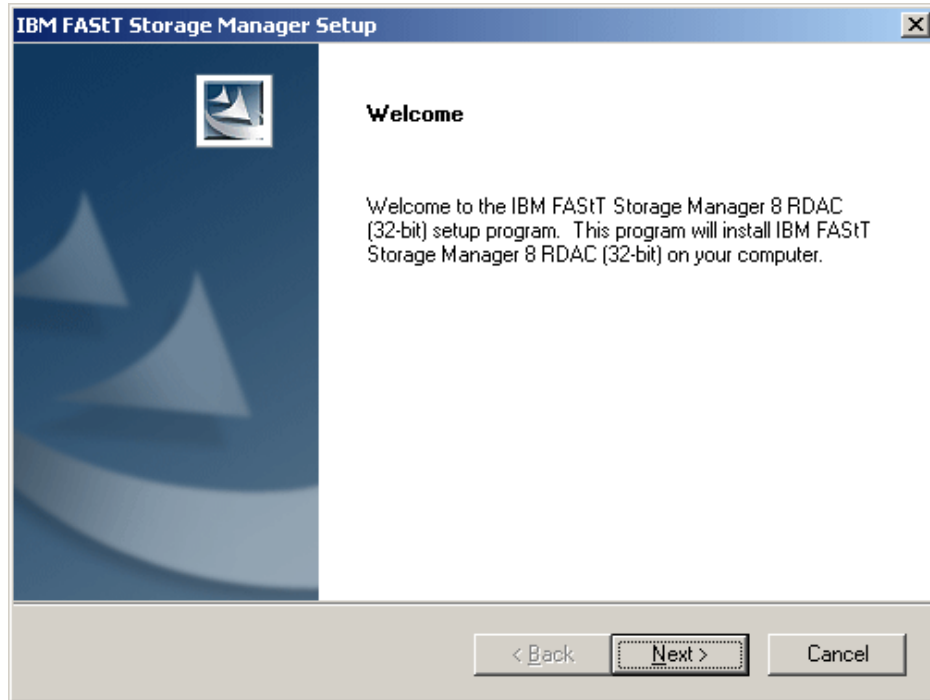 IBM FAStT Storage Manager Setup
Welcome
Welcome to the IBM FAStT Storage Manager 8 RDAC
(32-bit) setup program.  This program will install IBM FAStT
Storage Manager 8 RDAC (32-bit) on your computer.
< Back
Next >
Cancel